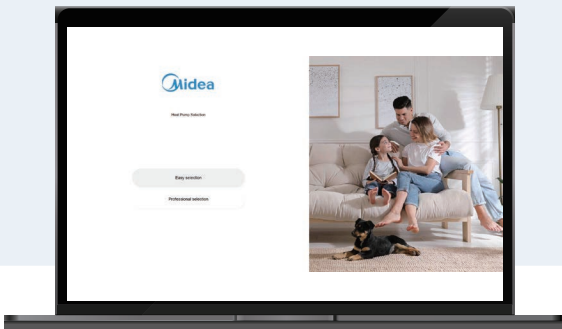 Midea
Heat Pump Selection
Easy selection
Professional selection